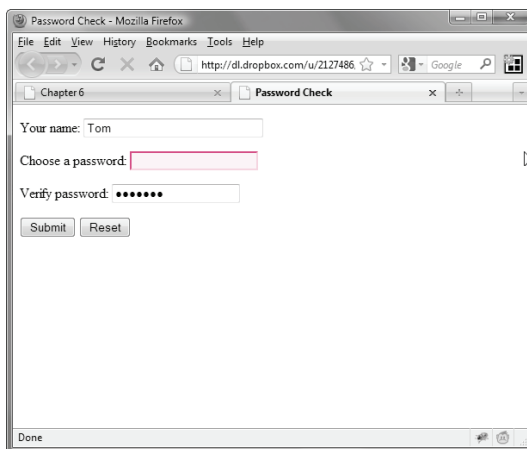 Password Check - Mozilla Firefox
File Edit View History Bookmarks Tools Help
http://dl.dropbox.com/u/2127486. Google
Chapter 6 Password Check
Your name: Tom
Choose a password:
Verify password: •••••••
Submit Reset
Done